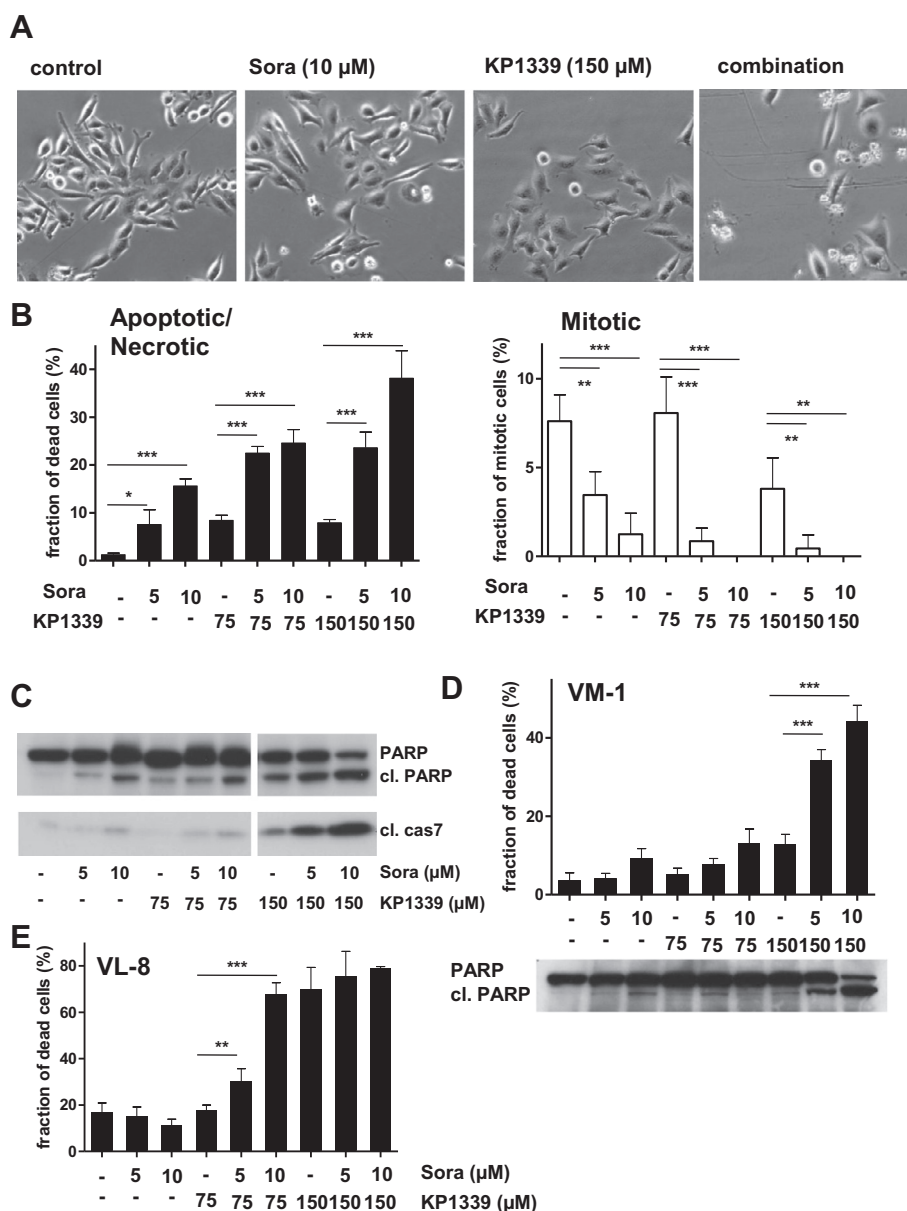 A
control
Sora (10 µM)
KP1339 (150 µM)
combination
B
Apoptotic/
Necrotic
fraction of dead cells (%)
40
30
20
10
0
*
***
***
***
***
***
Sora - 5 10 - 5 10 - 5 10
KP1339 - - - 75 75 75 150 150 150
Mitotic
fraction of mitotic cells (%)
10
5
0
***
**
***
***
**
**
Sora - 5 10 - 5 10 - 5 10
KP1339 - - - 75 75 75 150 150 150
C
PARP
cl. PARP
cl. cas7
- 5 10 - 5 10 - 5 10 Sora (µM)
- - - 75 75 75 150 150 150 KP1339 (µM)
D
VM-1
fraction of dead cells (%)
40
20
0
***
***
- 5 10 - 5 10 - 5 10
- - - 75 75 75 150 150 150
PARP
cl. PARP
E
VL-8
fraction of dead cells (%)
80
60
40
20
0
***
**
- 5 10 - 5 10 - 5 10 Sora (µM)
- - - 75 75 75 150 150 150 KP1339 (µM)